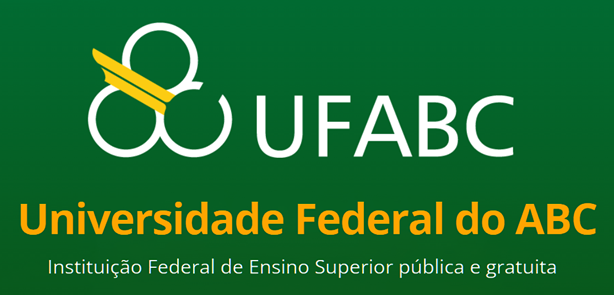 UFABC
Universidade Federal do ABC
Instituição Federal de Ensino Superior pública e gratuita